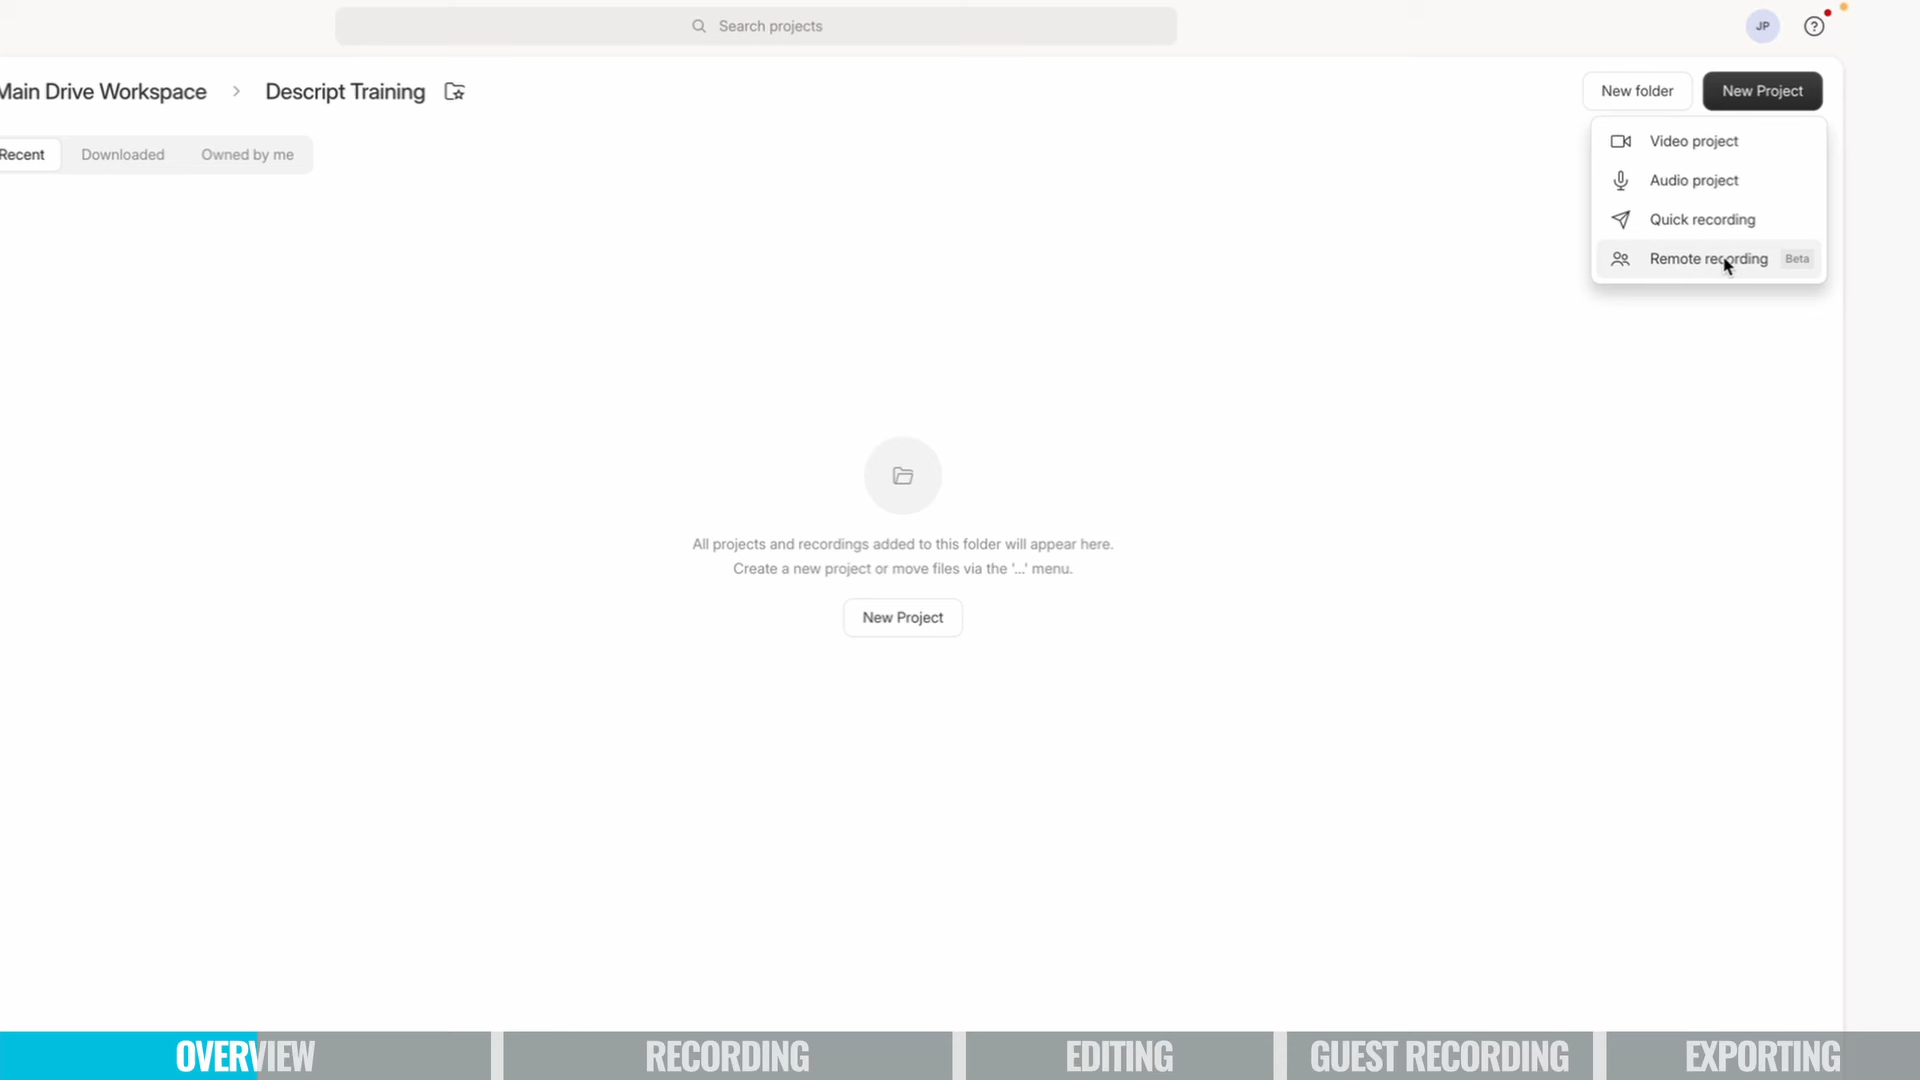 Search projects
JP
Main Drive Workspace > Descript Training
New folder
New Project
Recent
Downloaded
Owned by me
Video project
Audio project
Quick recording
Remote recording Beta
All projects and recordings added to this folder will appear here.
Create a new project or move files via the '...' menu.
New Project
OVERVIEW
RECORDING
EDITING
GUEST RECORDING
EXPORTING